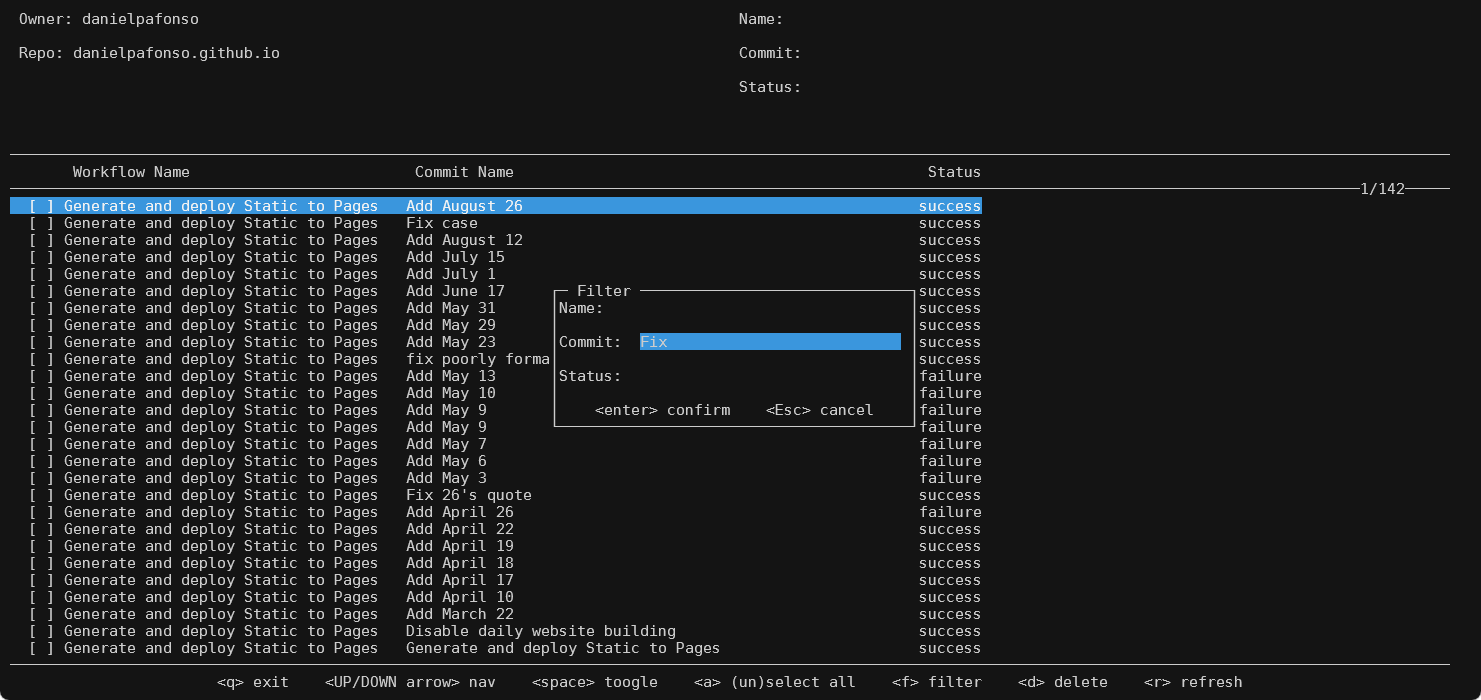 Owner: danielpafonso Name:
Repo: danielpafonso.github.io Commit:
Status:
Workflow Name Commit Name Status
1/142
[ ] Generate and deploy Static to Pages Add August 26 success
[ ] Generate and deploy Static to Pages Fix case success
[ ] Generate and deploy Static to Pages Add August 12 success
[ ] Generate and deploy Static to Pages Add July 15 success
[ ] Generate and deploy Static to Pages Add July 1 success
[ ] Generate and deploy Static to Pages Add June 17 Filter success
[ ] Generate and deploy Static to Pages Add May 31 Name: success
[ ] Generate and deploy Static to Pages Add May 29 success
[ ] Generate and deploy Static to Pages Add May 23 Commit: Fix success
[ ] Generate and deploy Static to Pages fix poorly forma success
[ ] Generate and deploy Static to Pages Add May 13 Status: failure
[ ] Generate and deploy Static to Pages Add May 10 failure
[ ] Generate and deploy Static to Pages Add May 9 <enter> confirm <Esc> cancel failure
[ ] Generate and deploy Static to Pages Add May 9 failure
[ ] Generate and deploy Static to Pages Add May 7 failure
[ ] Generate and deploy Static to Pages Add May 6 failure
[ ] Generate and deploy Static to Pages Add May 3 failure
[ ] Generate and deploy Static to Pages Fix 26's quote success
[ ] Generate and deploy Static to Pages Add April 26 failure
[ ] Generate and deploy Static to Pages Add April 22 success
[ ] Generate and deploy Static to Pages Add April 19 success
[ ] Generate and deploy Static to Pages Add April 18 success
[ ] Generate and deploy Static to Pages Add April 17 success
[ ] Generate and deploy Static to Pages Add April 10 success
[ ] Generate and deploy Static to Pages Add March 22 success
[ ] Generate and deploy Static to Pages Disable daily website building success
[ ] Generate and deploy Static to Pages Generate and deploy Static to Pages success
<q> exit <UP/DOWN arrow> nav <space> toogle <a> (un)select all <f> filter <d> delete <r> refresh